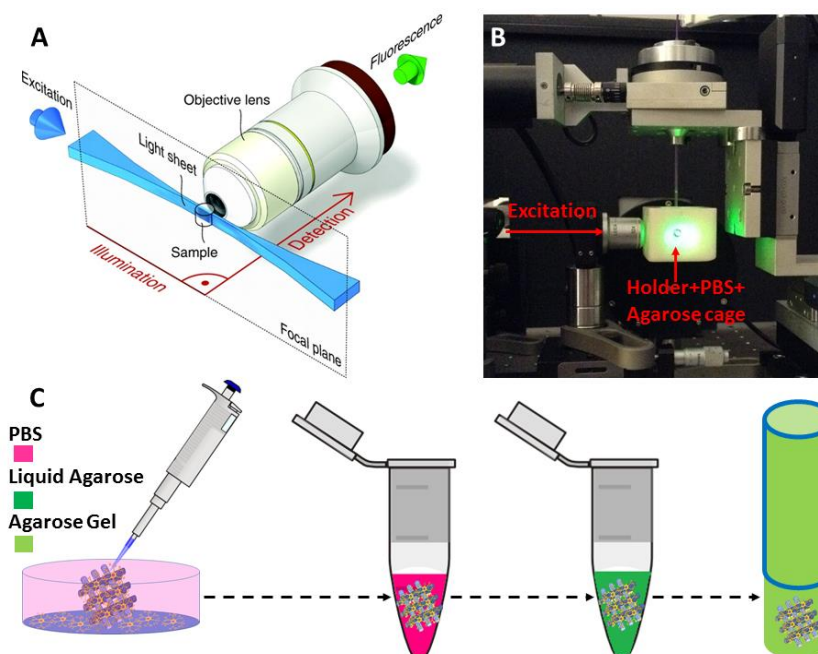 A
Excitation
Light sheet
Objective lens
Fluorescence
Sample
Detection
Illumination
Focal plane
B
Excitation
Holder+PBS+
Agarose cage
C
PBS
Liquid Agarose
Agarose Gel